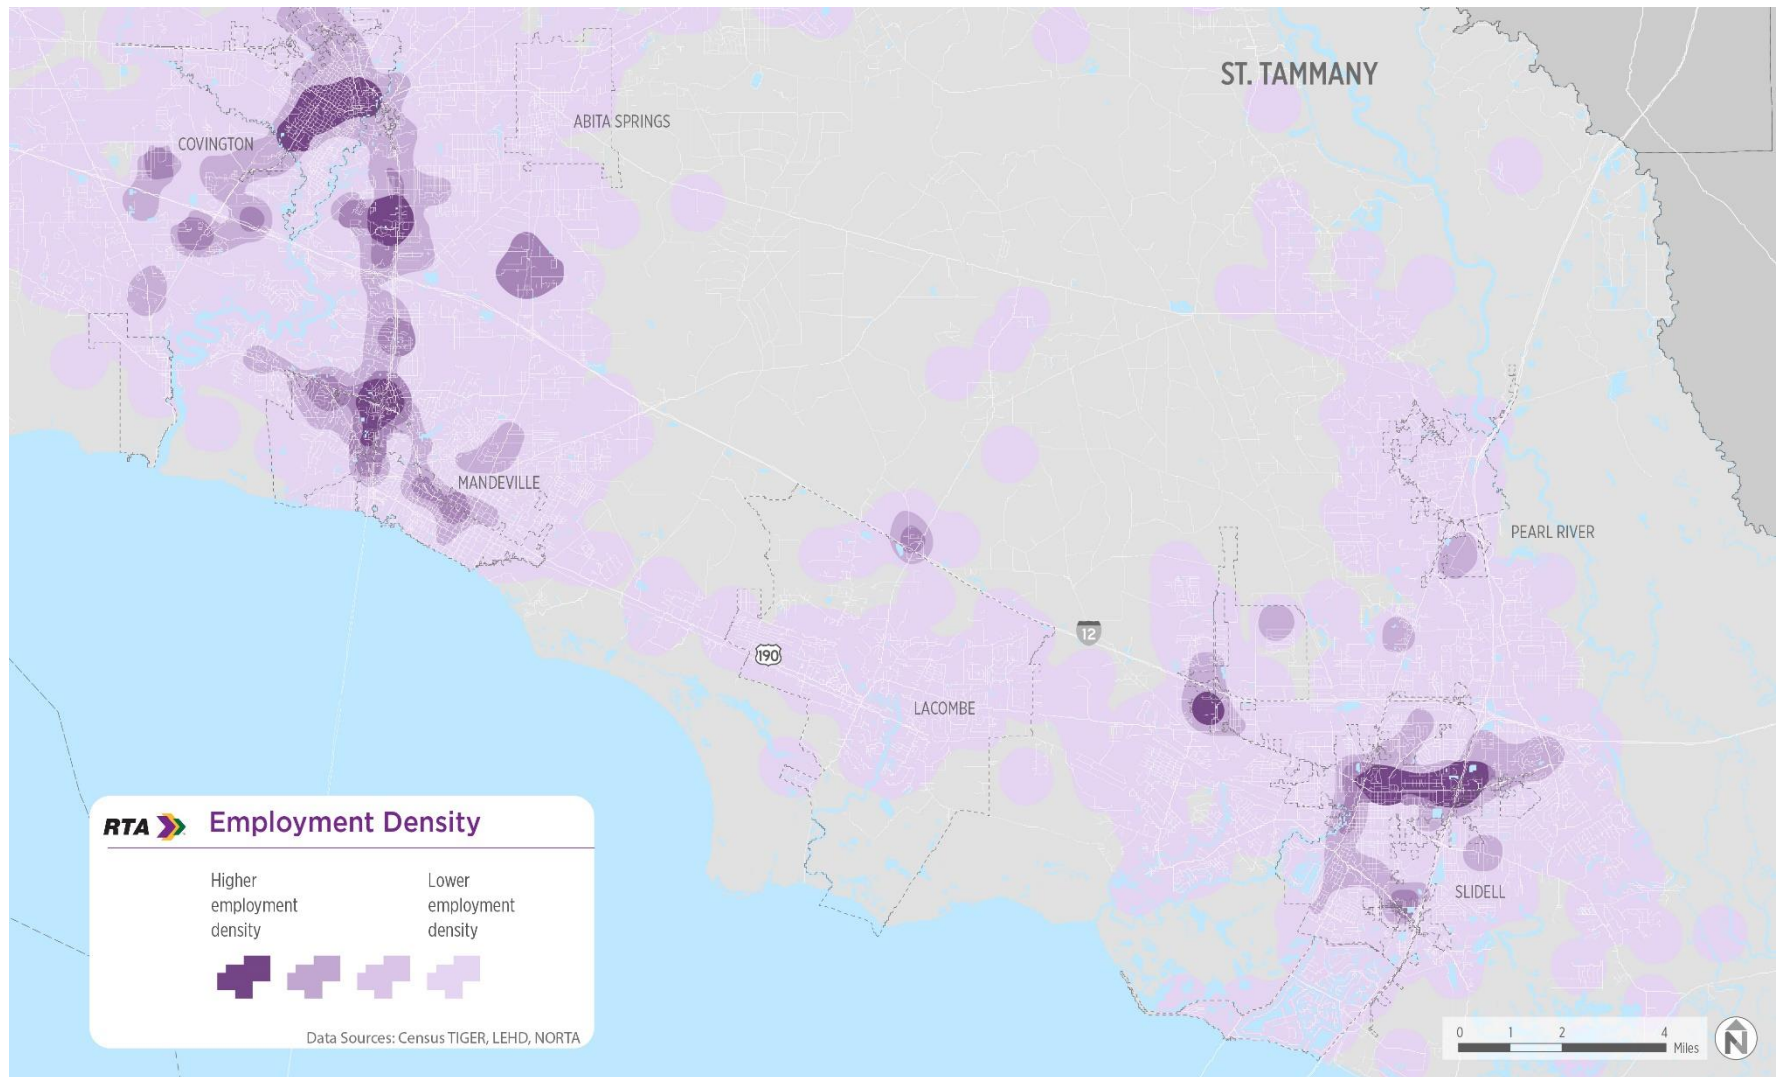 ST. TAMMANY
ABITA SPRINGS
COVINGTON
MANDEVILLE
PEARL RIVER
12
190
LACOMBE
SLIDELL
RTA Employment Density
Higher
employment
density
Lower
employment
density
Data Sources: Census TIGER, LEHD, NORTA
0 1 2 4
Miles
N